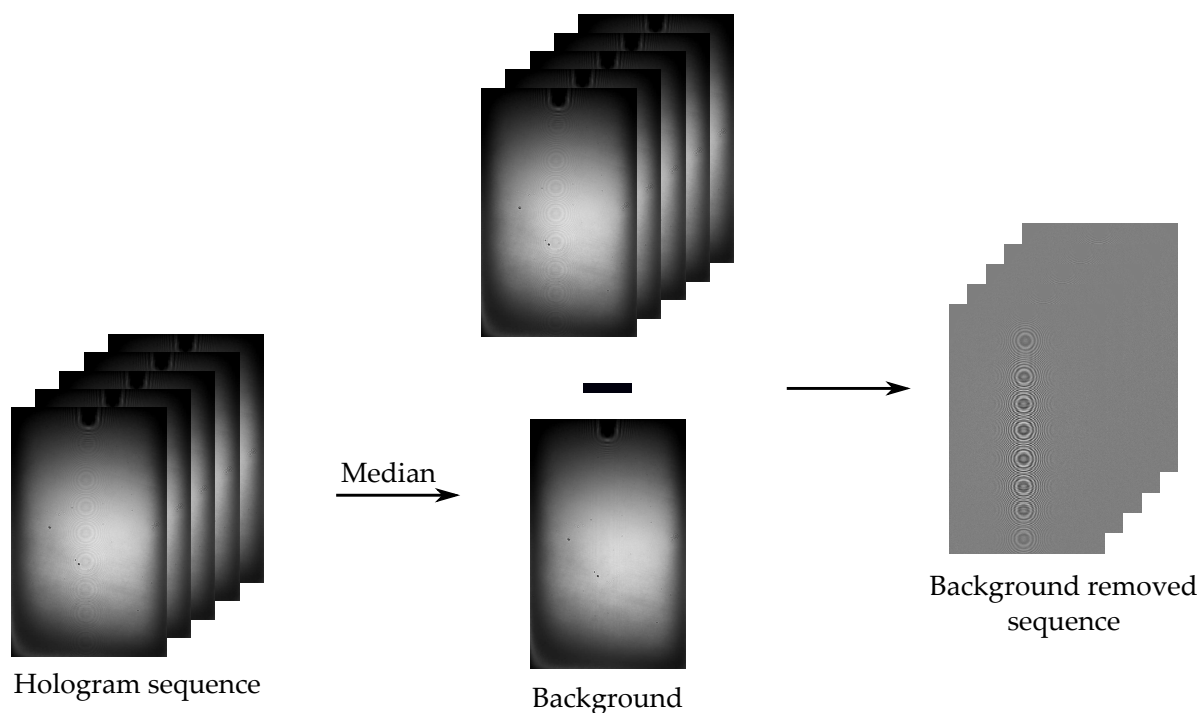 Median
Hologram sequence
Background
Background removed
sequence